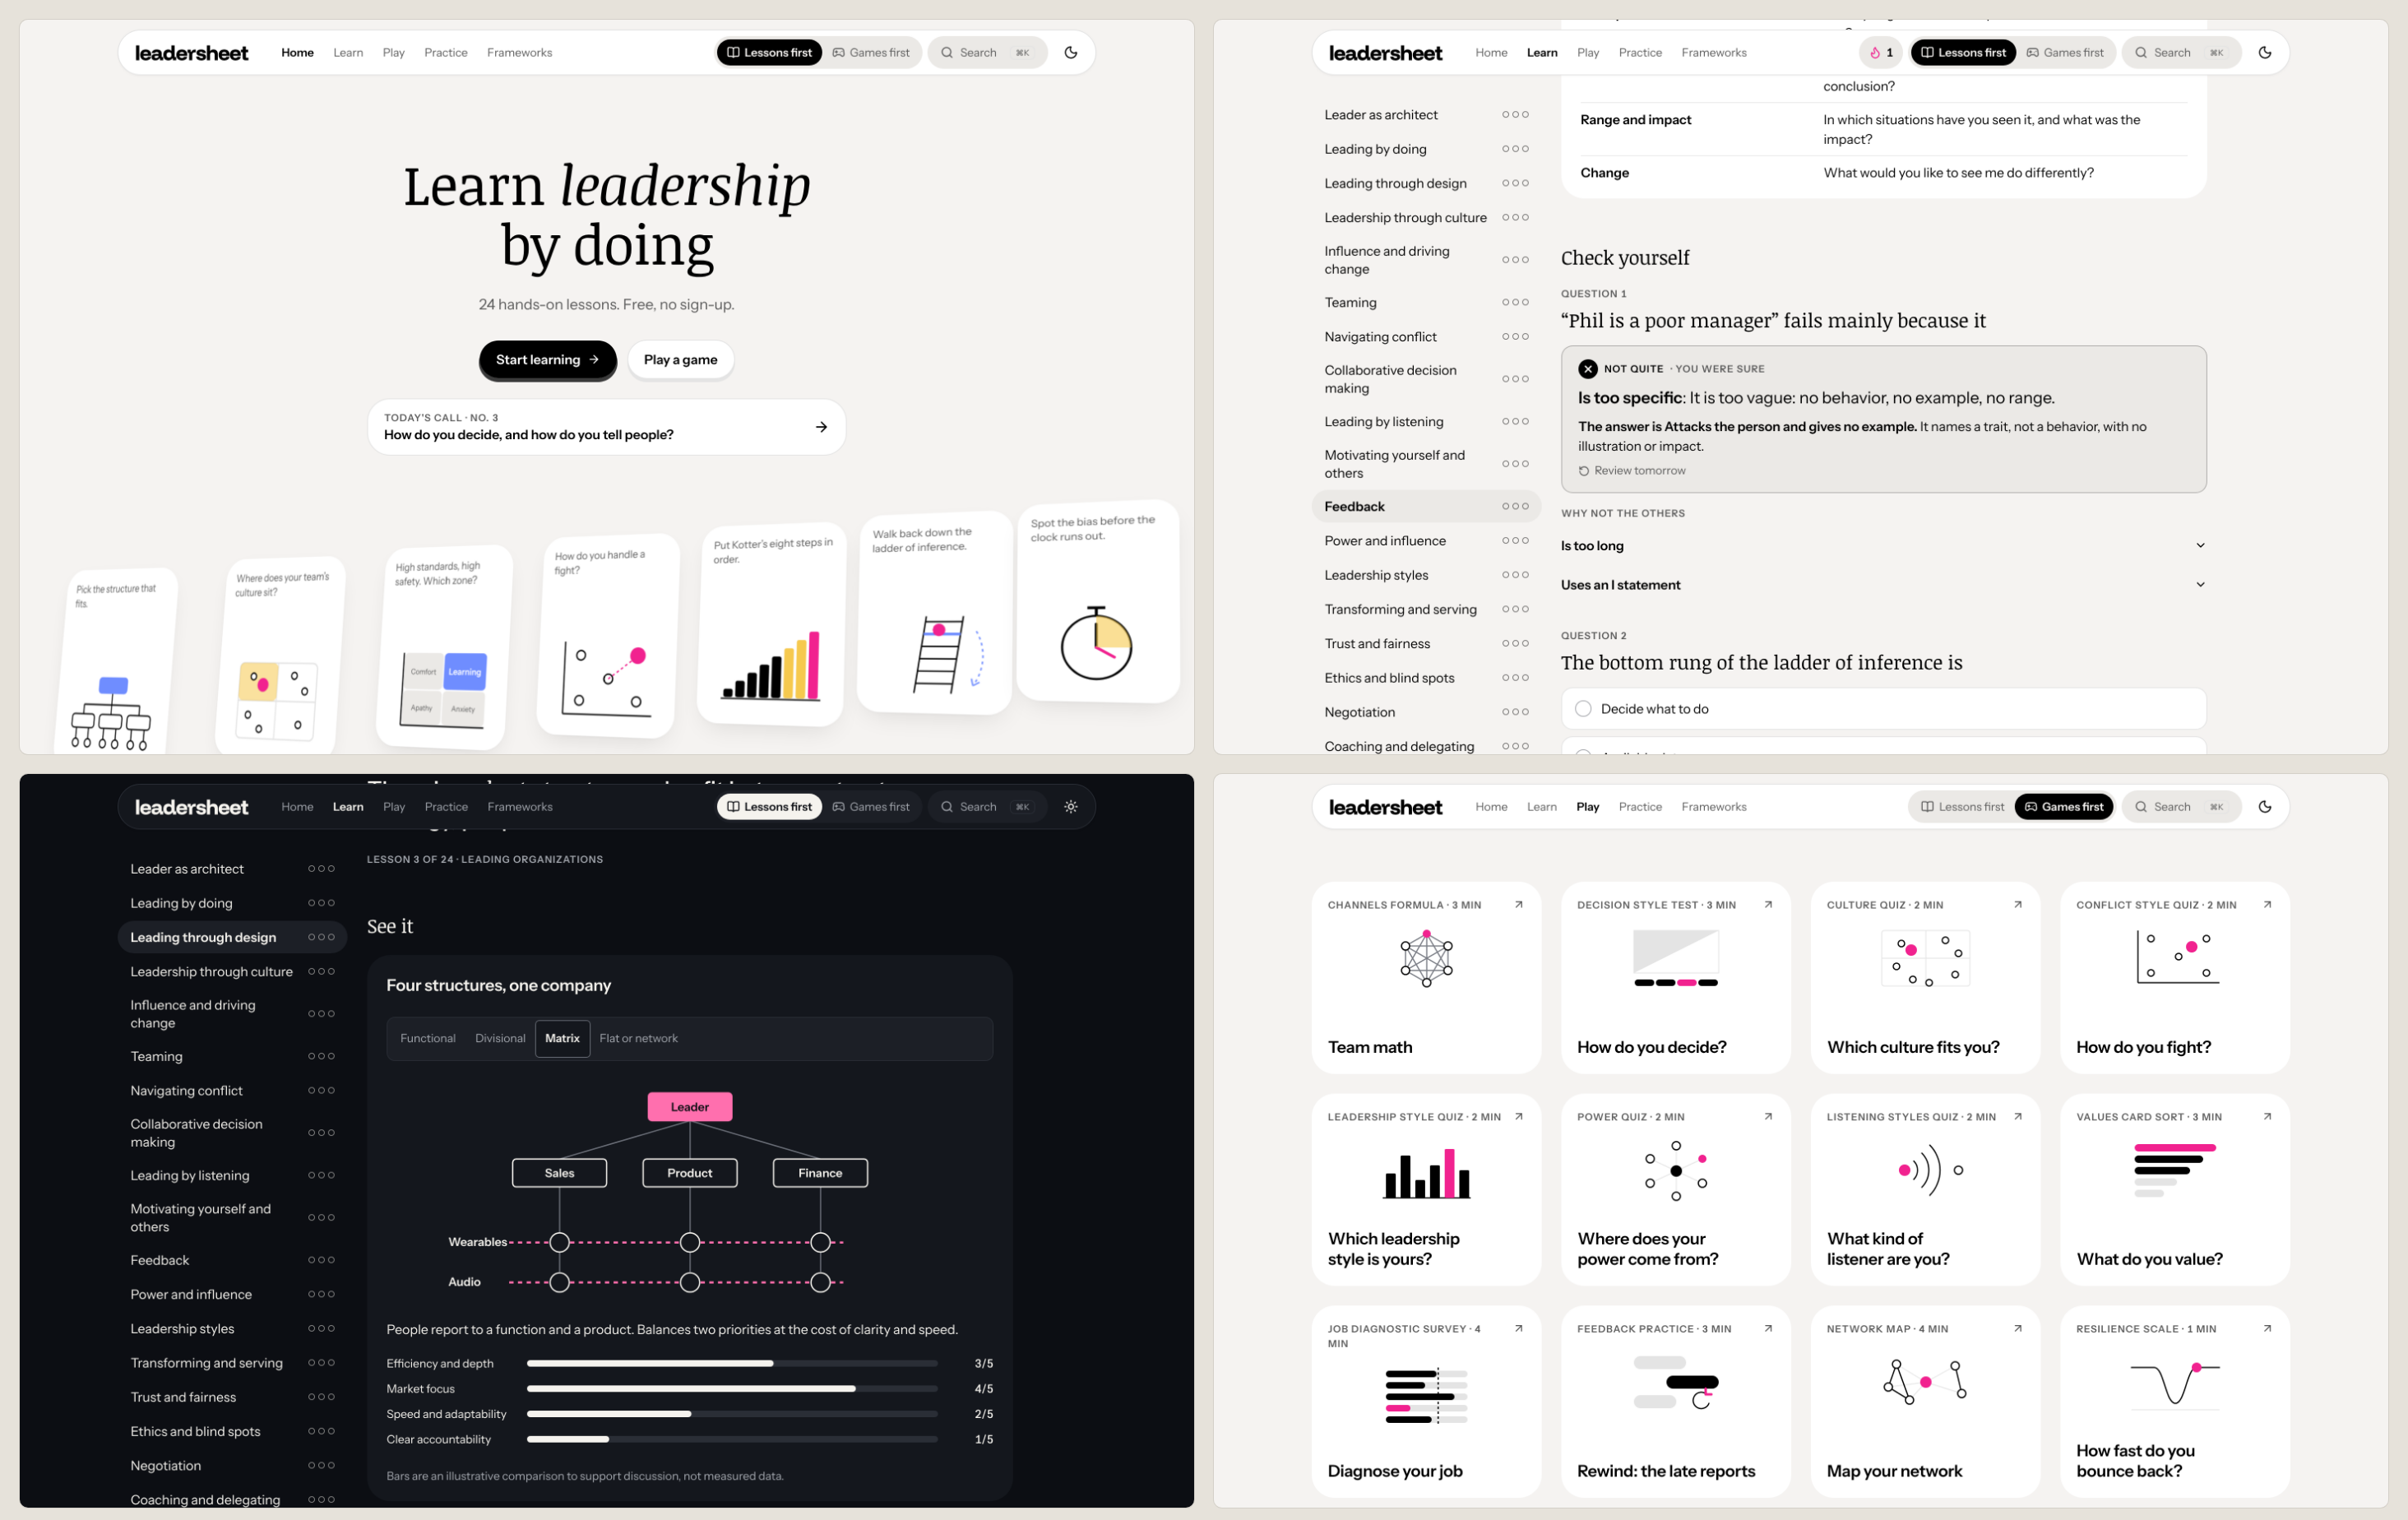 leadersheet
Home Learn Play Practice Frameworks
Lessons first Games first Search ⌘K
Learn leadership
by doing
24 hands-on lessons. Free, no sign-up.
Start learning → Play a game
TODAY'S CALL · NO. 3
How do you decide, and how do you tell people?
Pick the structure that
fits.
Where does your team's
culture sit?
High standards, high
safety. Which zone?
Comfort Learning
Apathy Anxiety
How do you handle a
fight?
Put Kotter's eight steps in
order.
Walk back down the
ladder of inference.
Spot the bias before the
clock runs out.
leadersheet
Home Learn Play Practice Frameworks
1 Lessons first Games first Search ⌘K
Leader as architect
Leading by doing
Leading through design
Leadership through culture
Influence and driving
change
Teaming
Navigating conflict
Collaborative decision
making
Leading by listening
Motivating yourself and
others
Feedback
Power and influence
Leadership styles
Transforming and serving
Trust and fairness
Ethics and blind spots
Negotiation
Coaching and delegating
conclusion?
Range and impact In which situations have you seen it, and what was the
impact?
Change What would you like to see me do differently?
Check yourself
QUESTION 1
“Phil is a poor manager” fails mainly because it
NOT QUITE · YOU WERE SURE
Is too specific: It is too vague: no behavior, no example, no range.
The answer is Attacks the person and gives no example. It names a trait, not a behavior, with no
illustration or impact.
Review tomorrow
WHY NOT THE OTHERS
Is too long
Uses an I statement
QUESTION 2
The bottom rung of the ladder of inference is
Decide what to do
leadersheet
Home Learn Play Practice Frameworks
Lessons first Games first Search ⌘K
Leader as architect
Leading by doing
Leading through design
Leadership through culture
Influence and driving
change
Teaming
Navigating conflict
Collaborative decision
making
Leading by listening
Motivating yourself and
others
Feedback
Power and influence
Leadership styles
Transforming and serving
Trust and fairness
Ethics and blind spots
Negotiation
Coaching and delegating
LESSON 3 OF 24 · LEADING ORGANIZATIONS
See it
Four structures, one company
Functional Divisional Matrix Flat or network
Leader
Sales Product Finance
Wearables
Audio
People report to a function and a product. Balances two priorities at the cost of clarity and speed.
Efficiency and depth 3/5
Market focus 4/5
Speed and adaptability 2/5
Clear accountability 1/5
Bars are an illustrative comparison to support discussion, not measured data.
leadersheet
Home Learn Play Practice Frameworks
Lessons first Games first Search ⌘K
CHANNELS FORMULA · 3 MIN
Team math
DECISION STYLE TEST · 3 MIN
How do you decide?
CULTURE QUIZ · 2 MIN
Which culture fits you?
CONFLICT STYLE QUIZ · 2 MIN
How do you fight?
LEADERSHIP STYLE QUIZ · 2 MIN
Which leadership
style is yours?
POWER QUIZ · 2 MIN
Where does your
power come from?
LISTENING STYLES QUIZ · 2 MIN
What kind of
listener are you?
VALUES CARD SORT · 3 MIN
What do you value?
JOB DIAGNOSTIC SURVEY · 4
MIN
Diagnose your job
FEEDBACK PRACTICE · 3 MIN
Rewind: the late reports
NETWORK MAP · 4 MIN
Map your network
RESILIENCE SCALE · 1 MIN
How fast do you
bounce back?